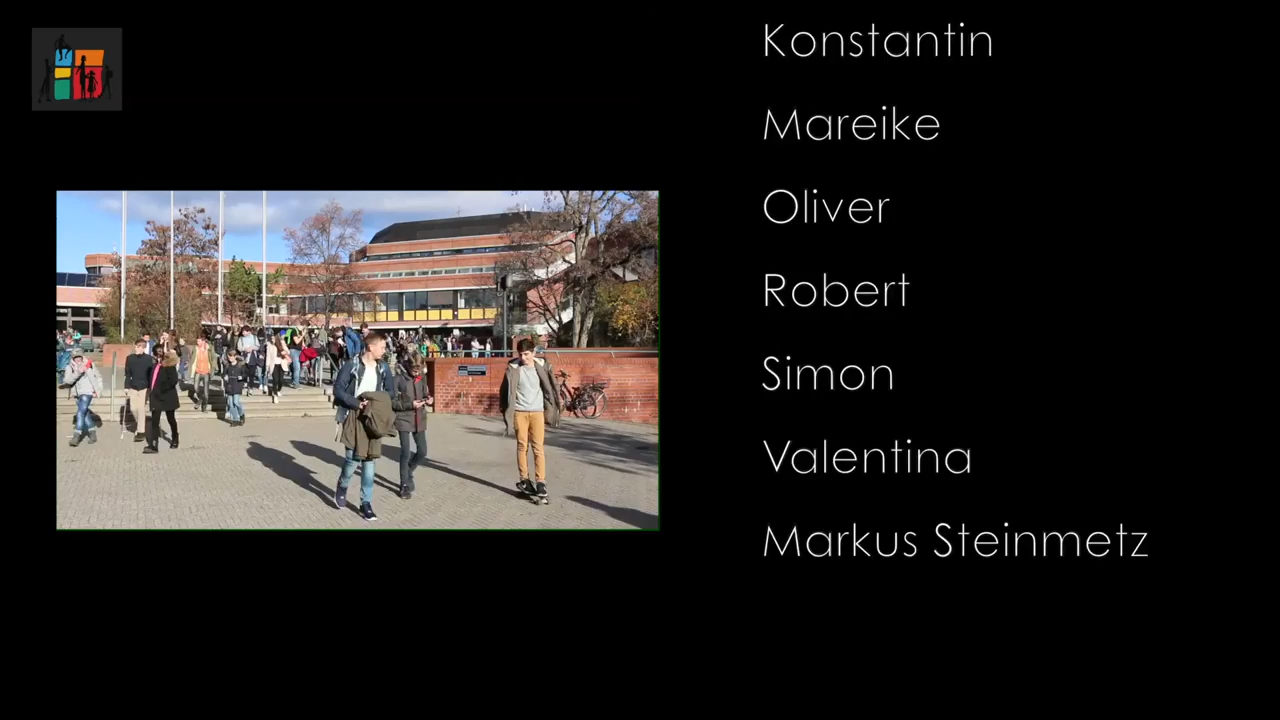 Konstantin
Mareike
Oliver
Robert
Simon
Valentina
Markus Steinmetz